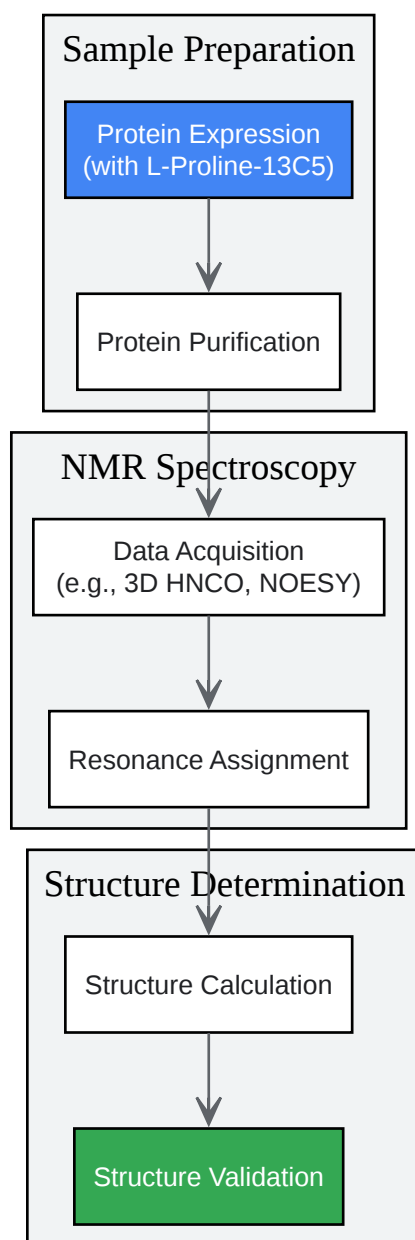 Sample Preparation
Protein Expression
(with L-Proline-13C5)
Protein Purification
NMR Spectroscopy
Data Acquisition
(e.g., 3D HNCO, NOESY)
Resonance Assignment
Structure Determination
Structure Calculation
Structure Validation